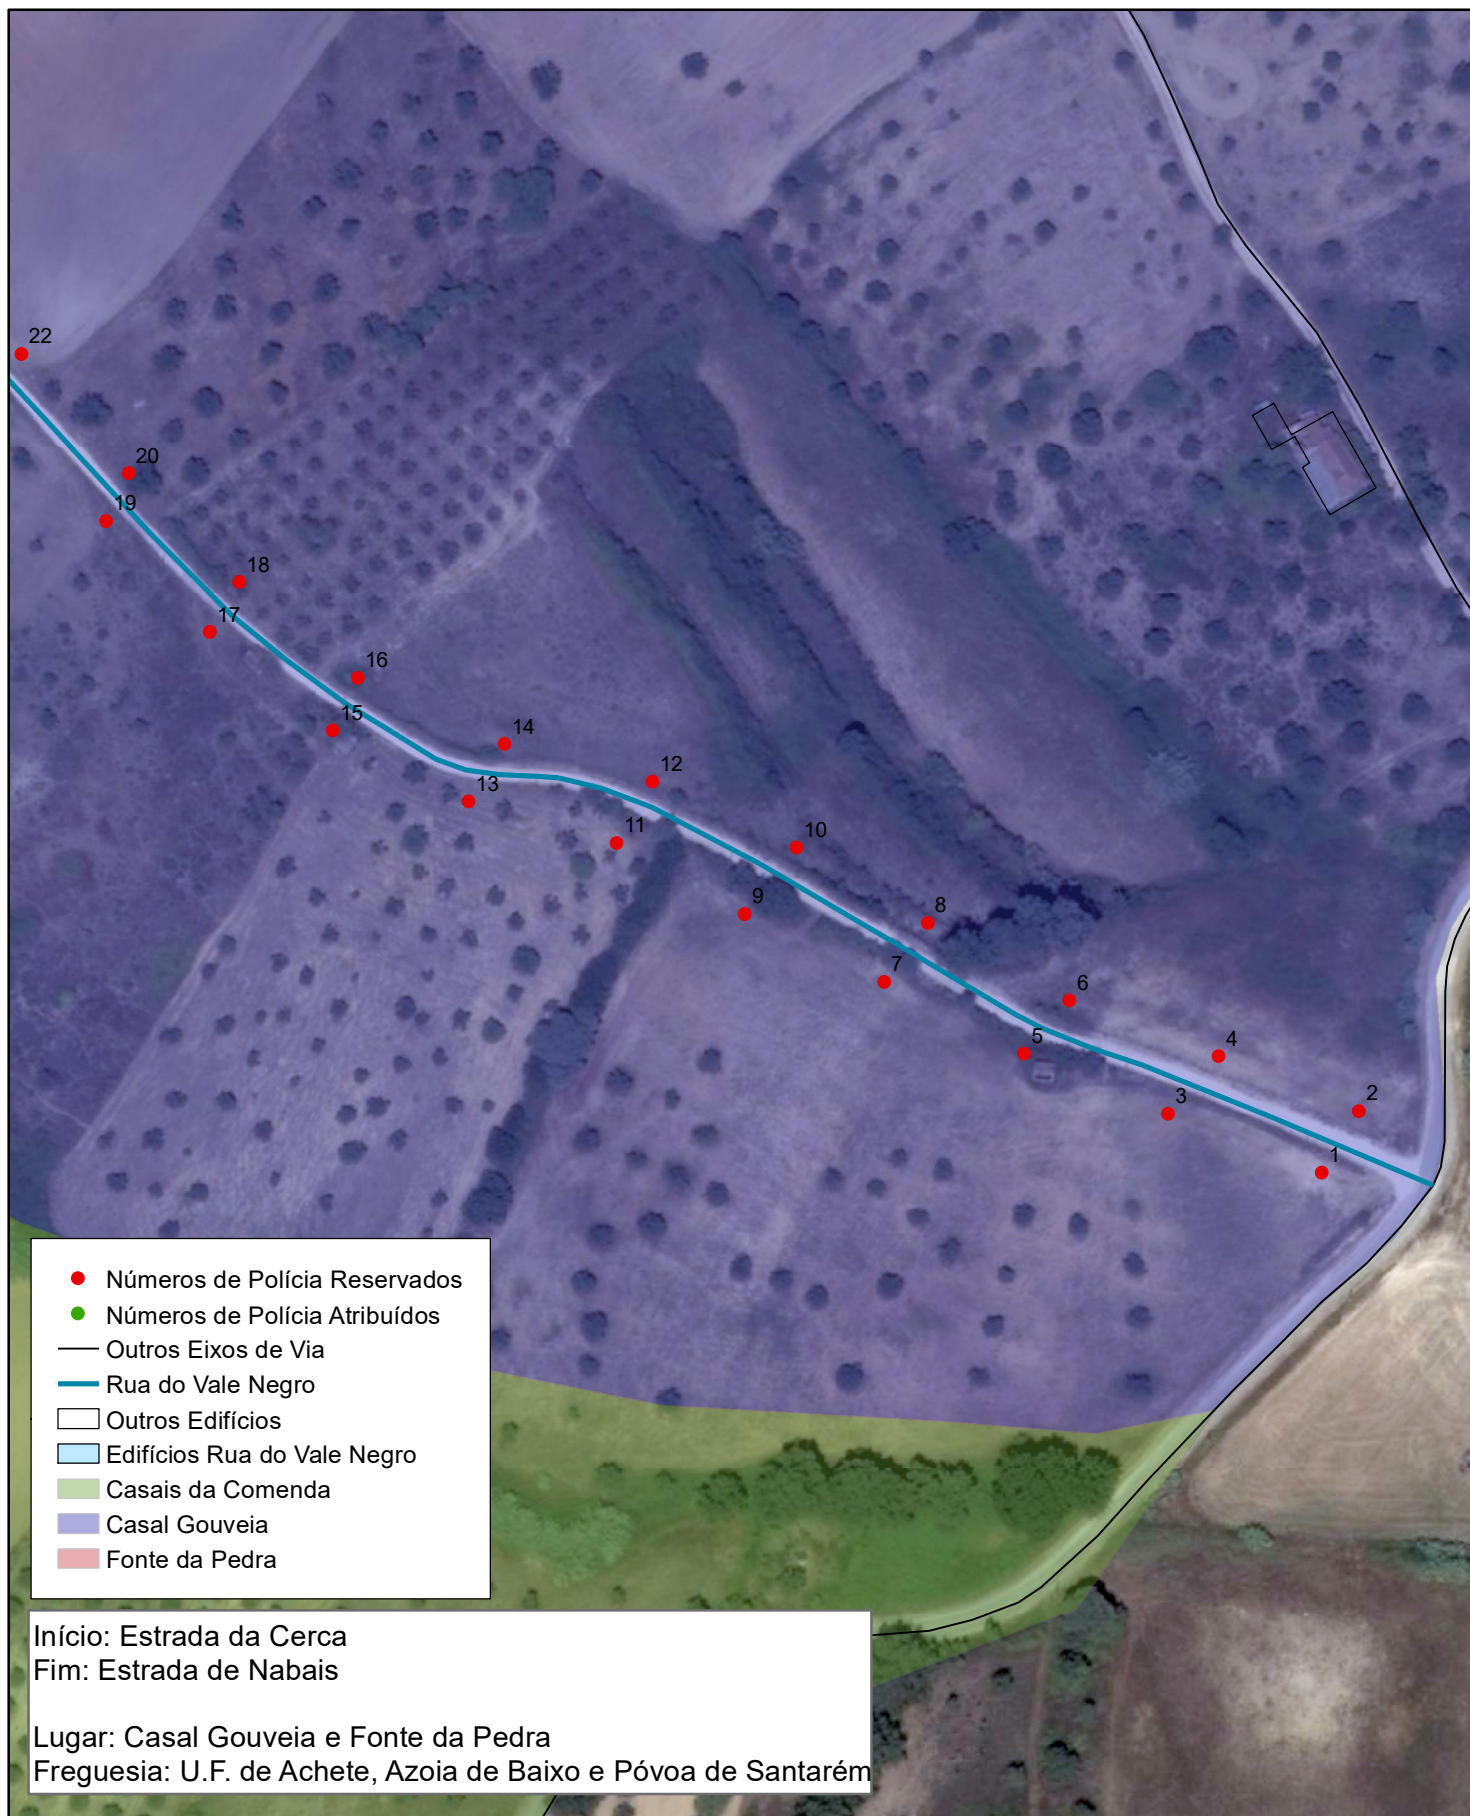 22
20
19
18
17
16
15
14
13
12
11
10
9
8
7
6
5
4
3
2
1
Números de Polícia Reservados
Números de Polícia Atribuídos
Outros Eixos de Via
Rua do Vale Negro
Outros Edifícios
Edifícios Rua do Vale Negro
Casais da Comenda
Casal Gouveia
Fonte da Pedra
Início: Estrada da Cerca
Fim: Estrada de Nabais
Lugar: Casal Gouveia e Fonte da Pedra
Freguesia: U.F. de Achete, Azoia de Baixo e Póvoa de Santarém